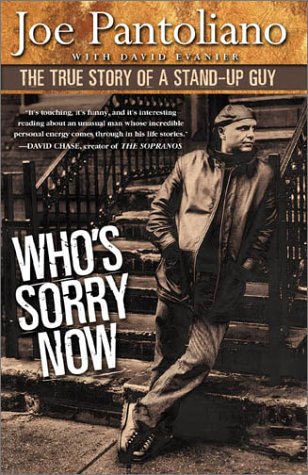 Joe Pantoliano
WITH DAVID EVANIER
THE TRUE STORY OF A STAND-UP GUY
"It's touching, it's funny, and it's interesting
reading about an unusual man whose incredible
personal energy comes through in his life stories."
—DAVID CHASE, creator of THE SOPRANOS
WHO'S
SORRY
NOW